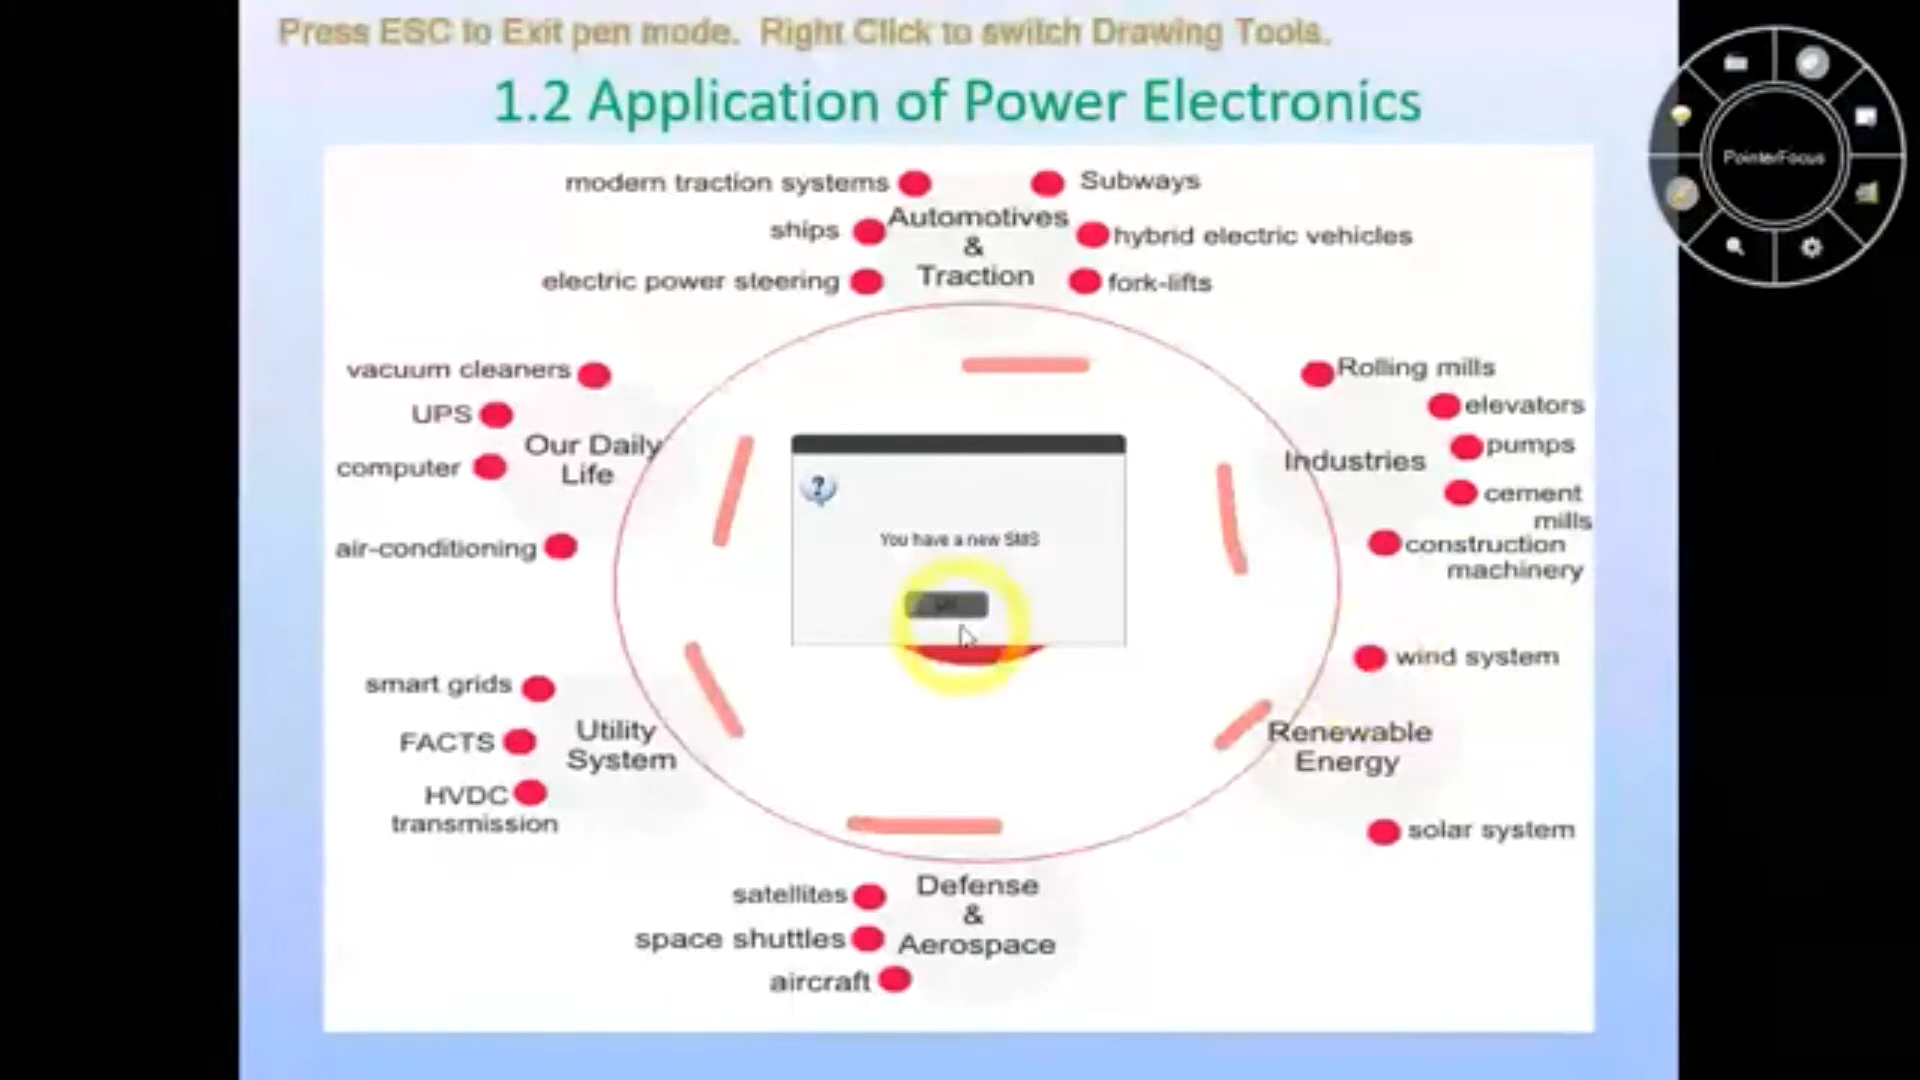 Press ESC to Exit pen mode. Right Click to switch Drawing Tools.
1.2 Application of Power Electronics
PointerFocus
modern traction systems
Subways
ships
Automotives
&
Traction
hybrid electric vehicles
electric power steering
fork-lifts
vacuum cleaners
UPS
computer
Our Daily
Life
air-conditioning
Rolling mills
elevators
pumps
Industries
cement
mills
construction
machinery
?
You have a new SMS
smart grids
FACTS
Utility
System
HVDC
transmission
wind system
Renewable
Energy
solar system
satellites
Defense
&
Aerospace
space shuttles
aircraft